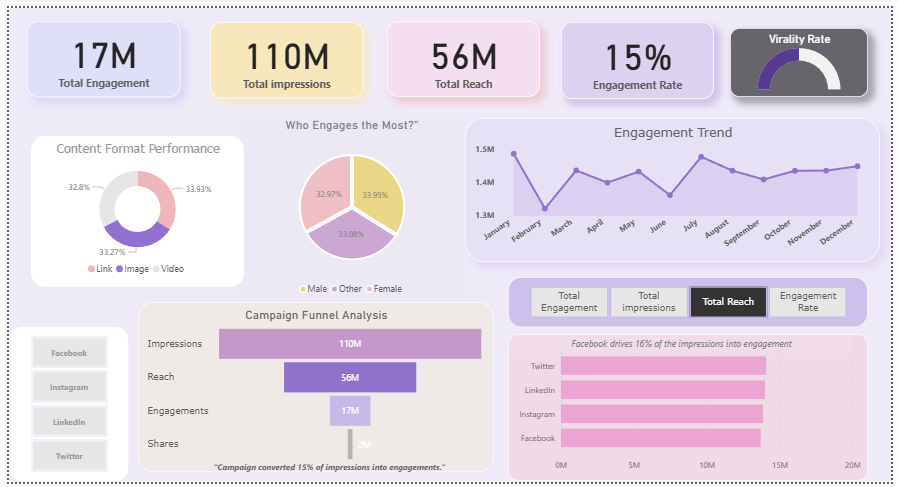 17M
Total Engagement
110M
Total impressions
56M
Total Reach
15%
Engagement Rate
Virality Rate
Content Format Performance
32.8%
33.93%
33.27%
Link
Image
Video
Who Engages the Most?"
32.97%
33.95%
33.08%
Male
Other
Female
Engagement Trend
1.5M
1.4M
1.3M
January
February
March
April
May
June
July
August
September
October
November
December
Total
Engagement
Total
impressions
Total Reach
Engagement
Rate
Facebook
Instagram
LinkedIn
Twitter
Campaign Funnel Analysis
Impressions
110M
Reach
56M
Engagements
17M
Shares
2M
"Campaign converted 15% of impressions into engagements."
Facebook drives 16% of the impressions into engagement
Twitter
LinkedIn
Instagram
Facebook
0M
5M
10M
15M
20M